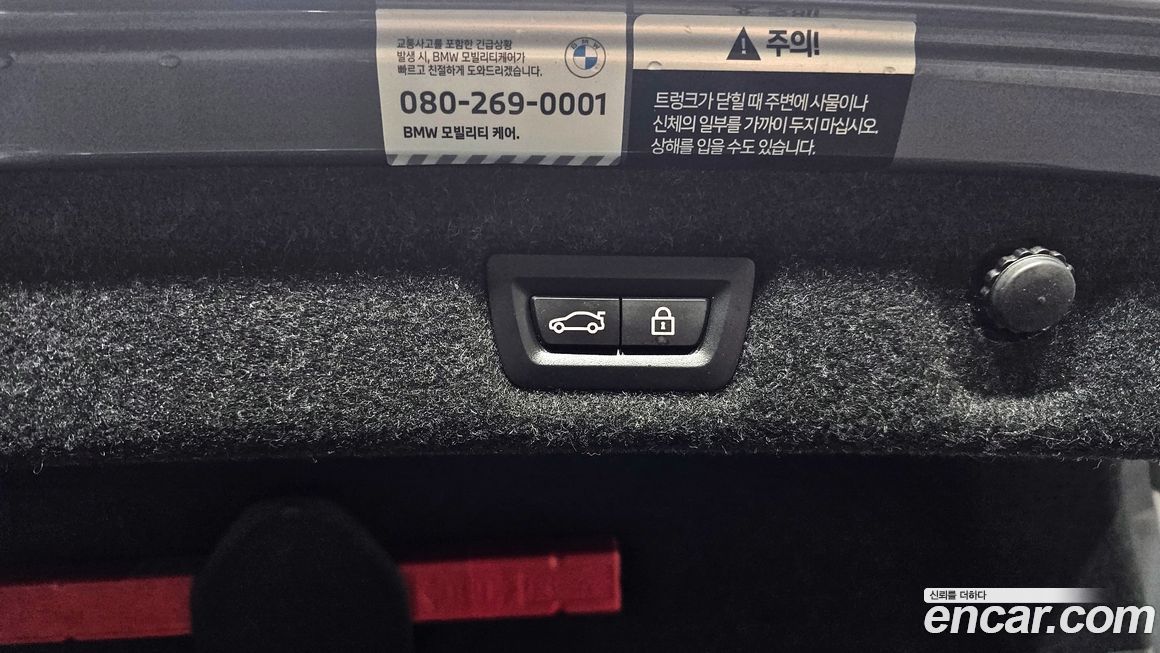 교통사고를 포함한 긴급상황
발생 시, BMW 모빌리티케어가
빠르고 친절하게 도와드리겠습니다.
080-269-0001
BMW 모빌리티 케어.
BMW
주의!
트렁크가 닫힐 때 주변에 사물이나
신체의 일부를 가까이 두지 마십시오.
상해를 입을 수도 있습니다.
신뢰를 더하다
encar.com